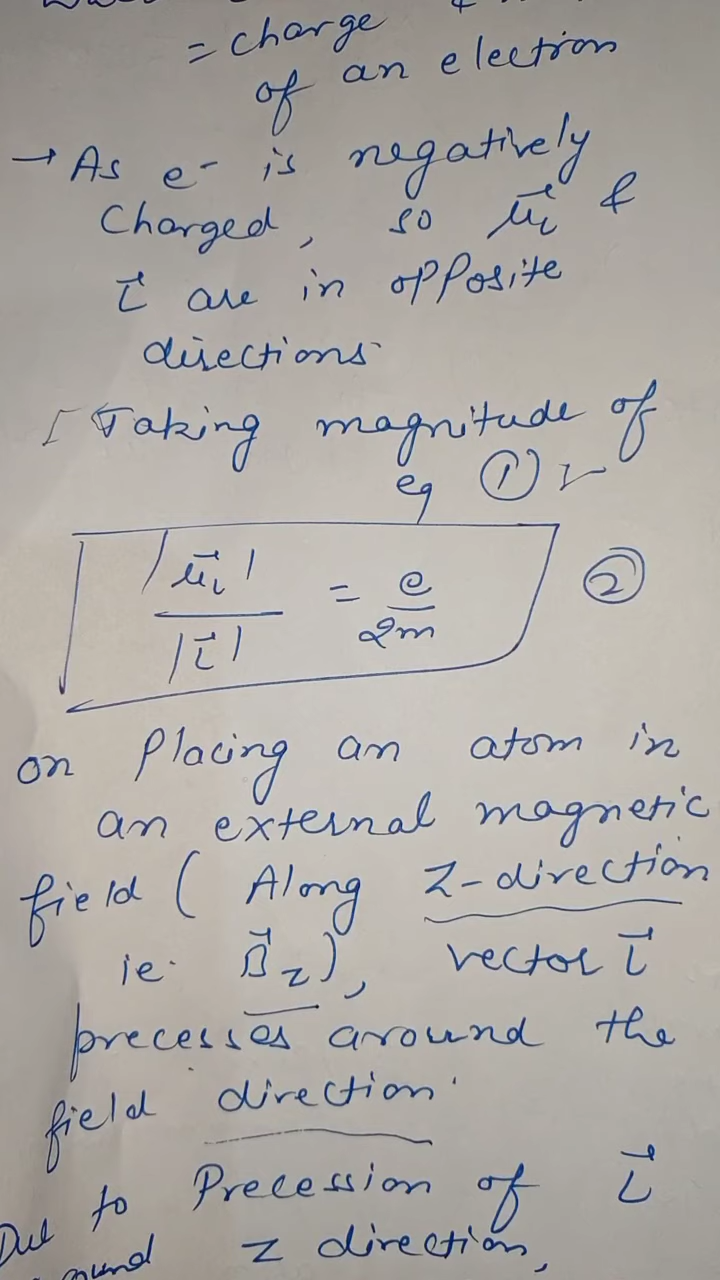 = charge
of an electron
→ As e⁻ is negatively
Charged, so μ⃗ₗ &
l⃗ are in opposite
directions.
[Taking magnitude of
eq ①
|μ⃗ₗ| / |l⃗| = e / 2m ②
on placing an atom in
an external magnetic
field ( Along Z-direction
ie. B⃗z), vector l⃗
precesses around the
field direction.
Due to Precession of l⃗
z direction,